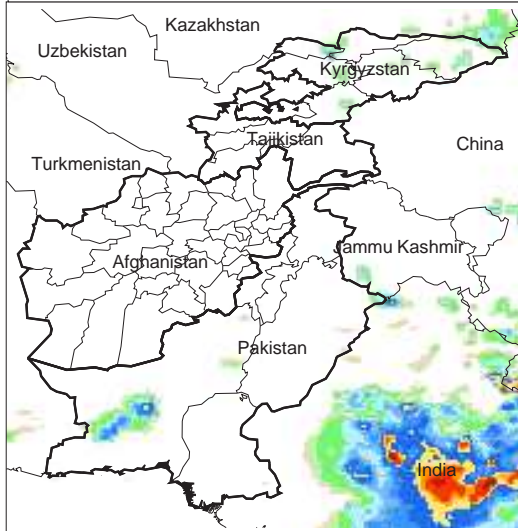 Kazakhstan
Uzbekistan
Kyrgyzstan
Tajikistan
China
Turkmenistan
Jammu Kashmir
Afghanistan
Pakistan
India